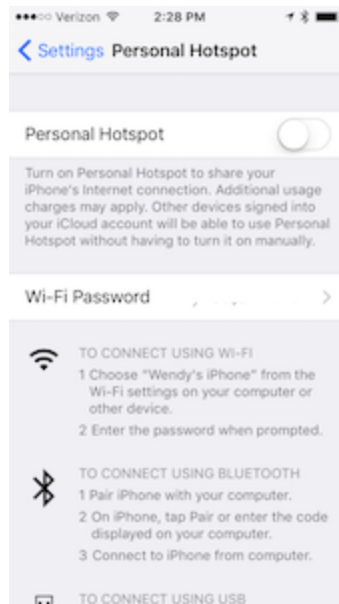 Verizon 2:28 PM
Settings Personal Hotspot
Personal Hotspot
Turn on Personal Hotspot to share your
iPhone's Internet connection. Additional usage
charges may apply. Other devices signed into
your iCloud account will be able to use Personal
Hotspot without having to turn it on manually.
Wi-Fi Password
TO CONNECT USING WI-FI
1 Choose "Wendy's iPhone" from the
Wi-Fi settings on your computer or
other device.
2 Enter the password when prompted.
TO CONNECT USING BLUETOOTH
1 Pair iPhone with your computer.
2 On iPhone, tap Pair or enter the code
displayed on your computer.
3 Connect to iPhone from computer.
TO CONNECT USING USB